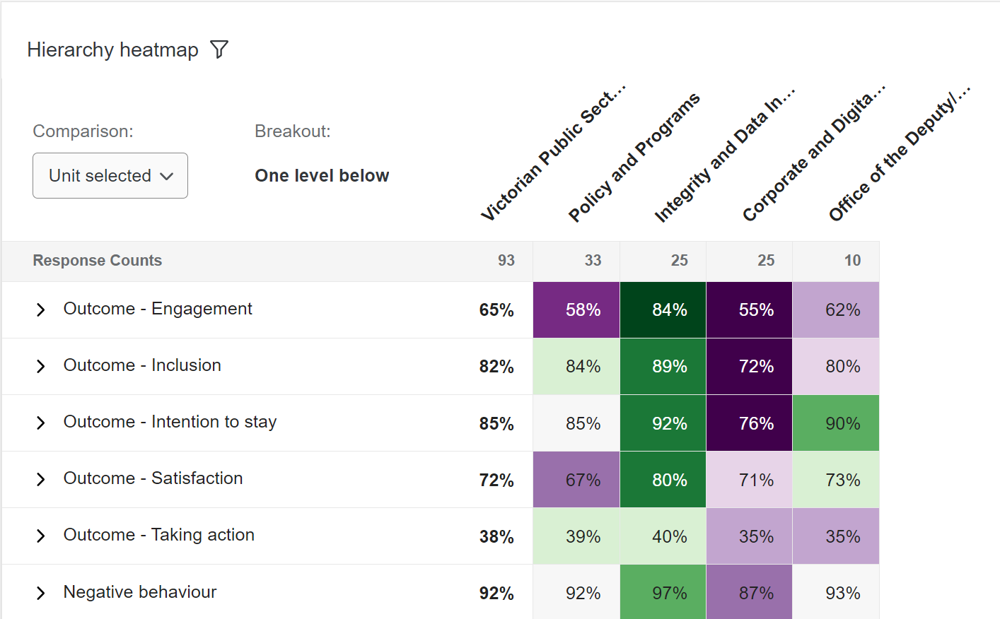 Hierarchy heatmap
Comparison:
Breakout:
Unit selected
One level below
Victorian Public Sect...
Policy and Programs
Integrity and Data In...
Corporate and Digita...
Office of the Deputy/...
Response Counts 93 33 25 25 10
Outcome - Engagement 65% 58% 84% 55% 62%
Outcome - Inclusion 82% 84% 89% 72% 80%
Outcome - Intention to stay 85% 85% 92% 76% 90%
Outcome - Satisfaction 72% 67% 80% 71% 73%
Outcome - Taking action 38% 39% 40% 35% 35%
Negative behaviour 92% 92% 97% 87% 93%